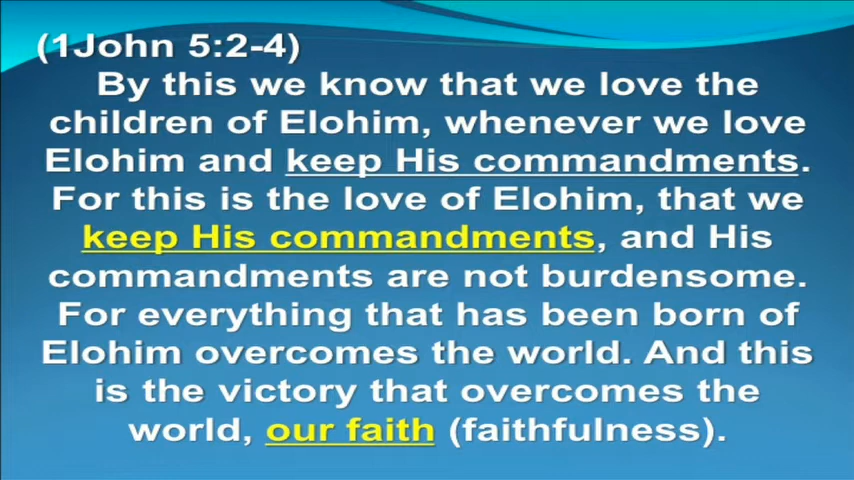 (1John 5:2-4)
By this we know that we love the
children of Elohim, whenever we love
Elohim and keep His commandments.
For this is the love of Elohim, that we
keep His commandments, and His
commandments are not burdensome.
For everything that has been born of
Elohim overcomes the world. And this
is the victory that overcomes the
world, our faith (faithfulness).